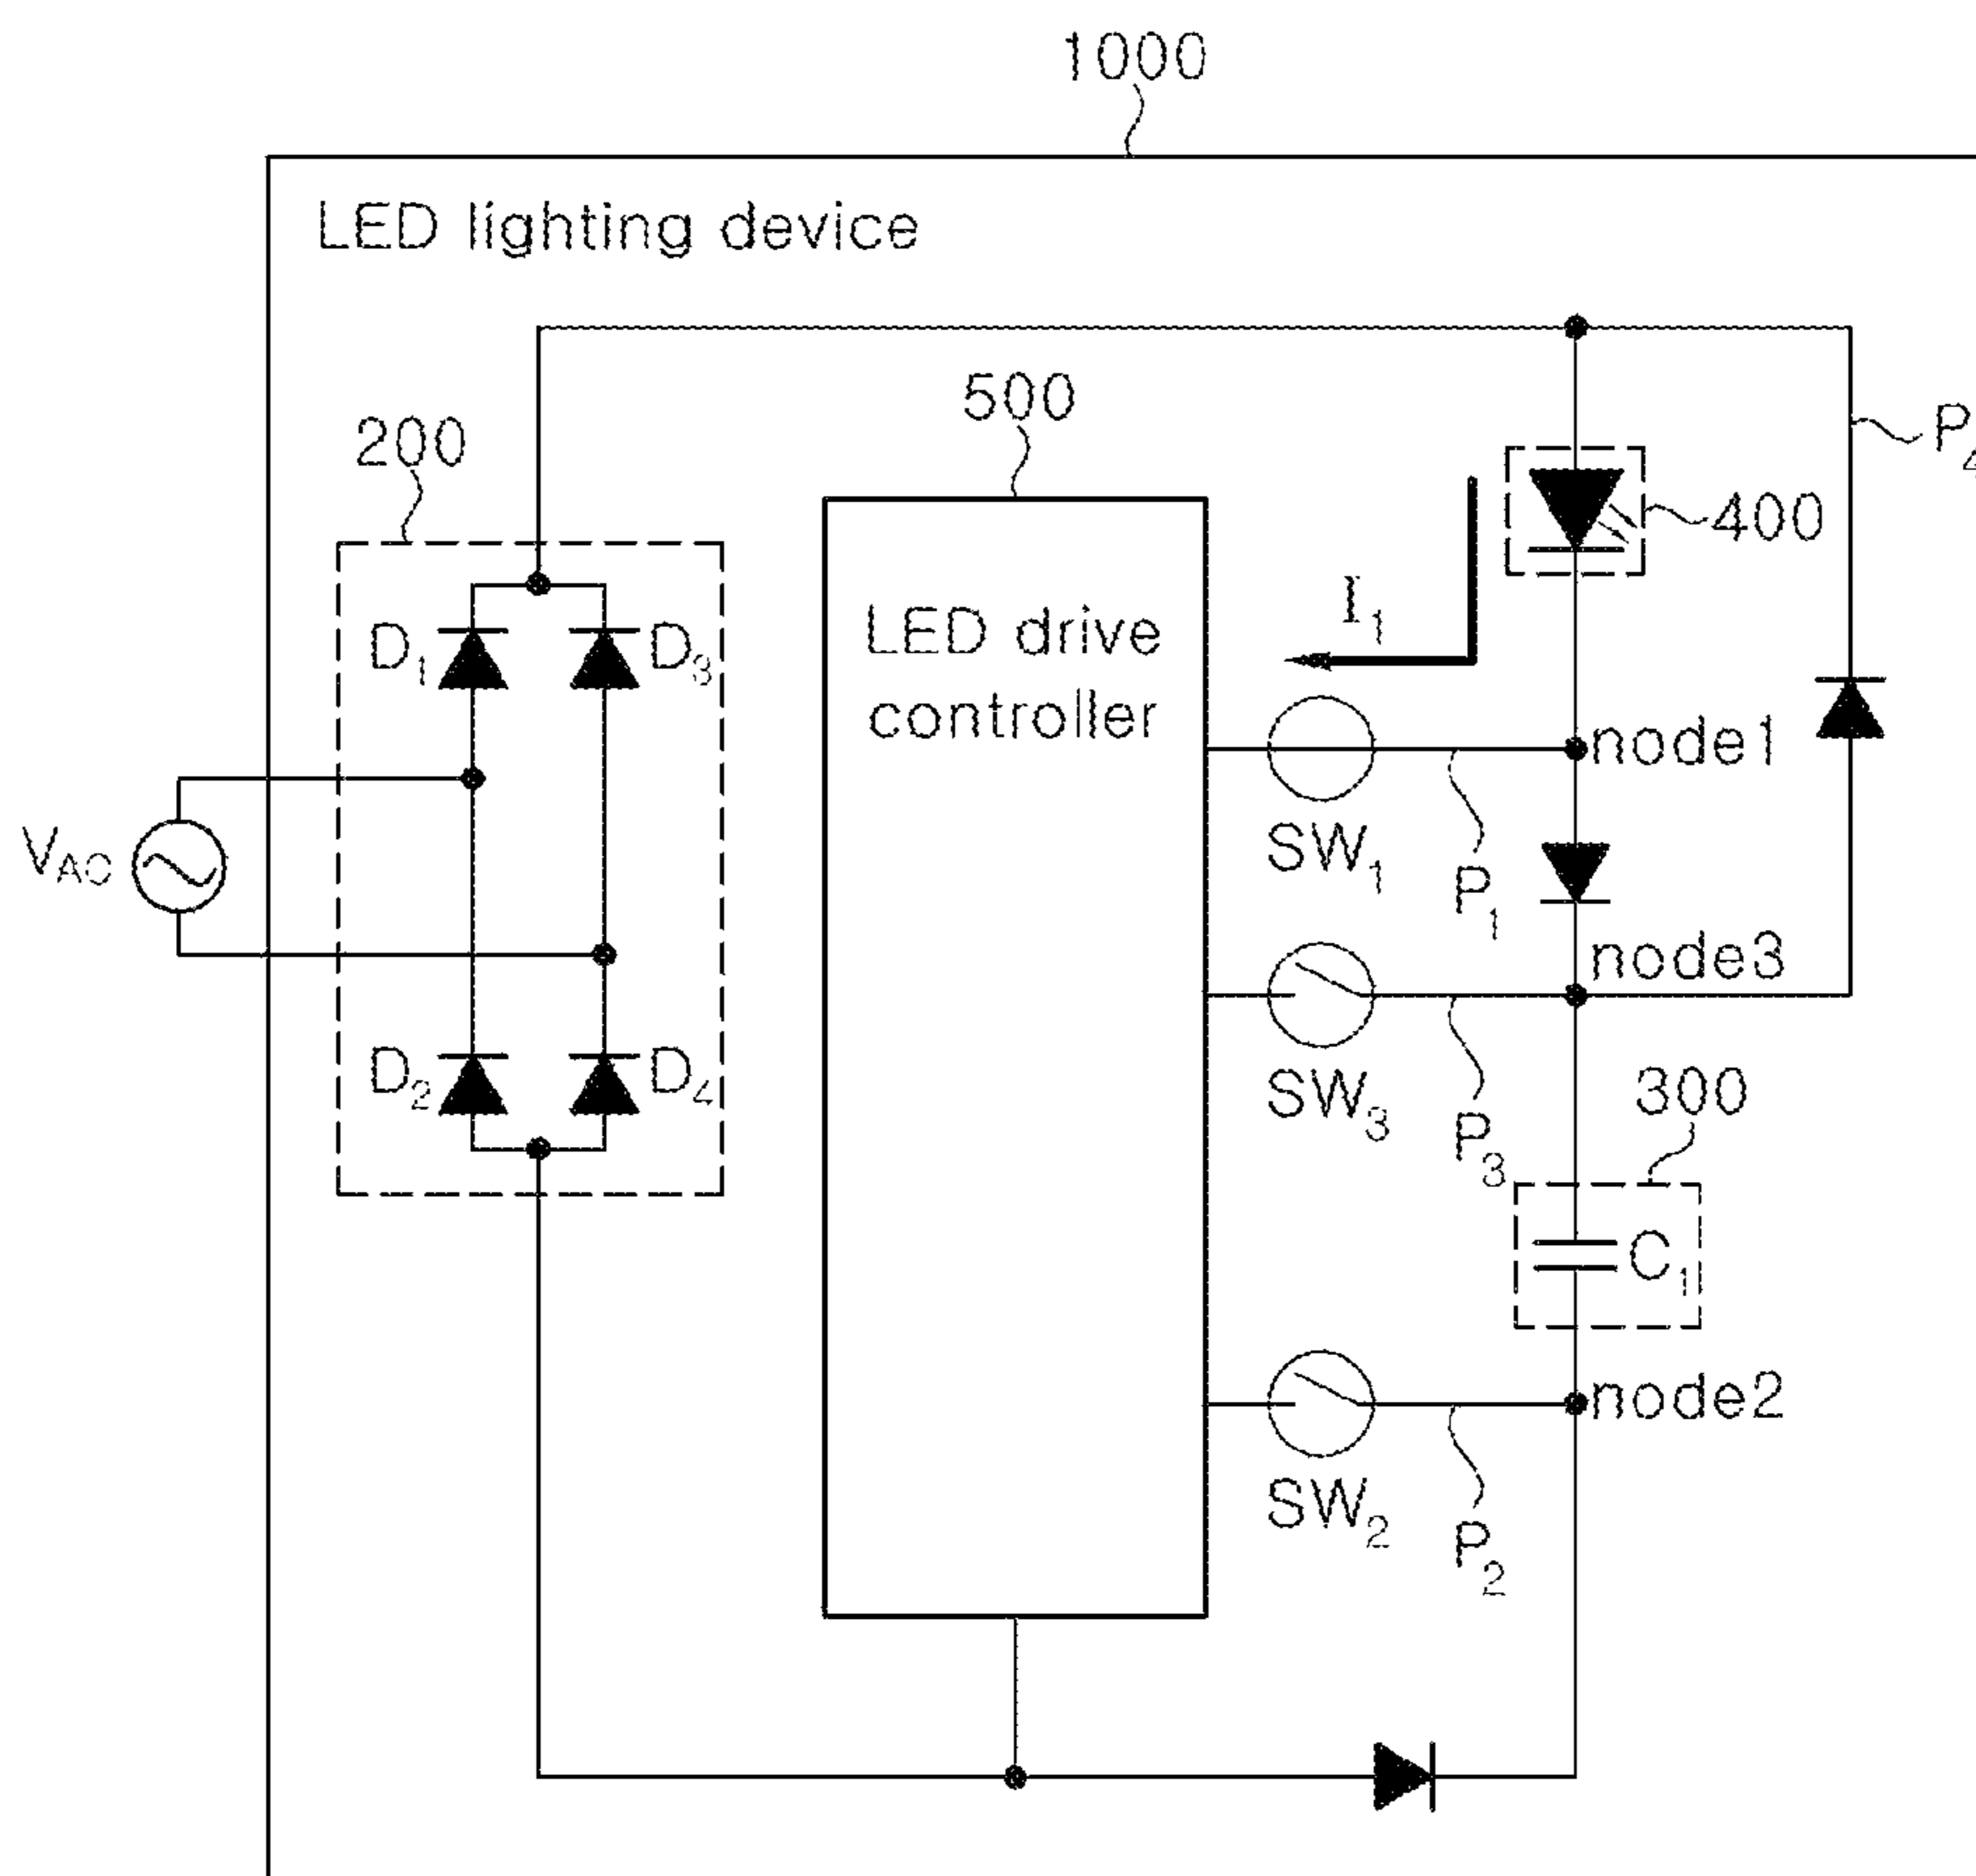 1000
LED lighting device
200
500
400
P4
I1
LED drive
controller
D1
D3
node1
SW1
P1
VAC
node3
SW3
P3
D2
D4
300
C1
node2
SW2
P2